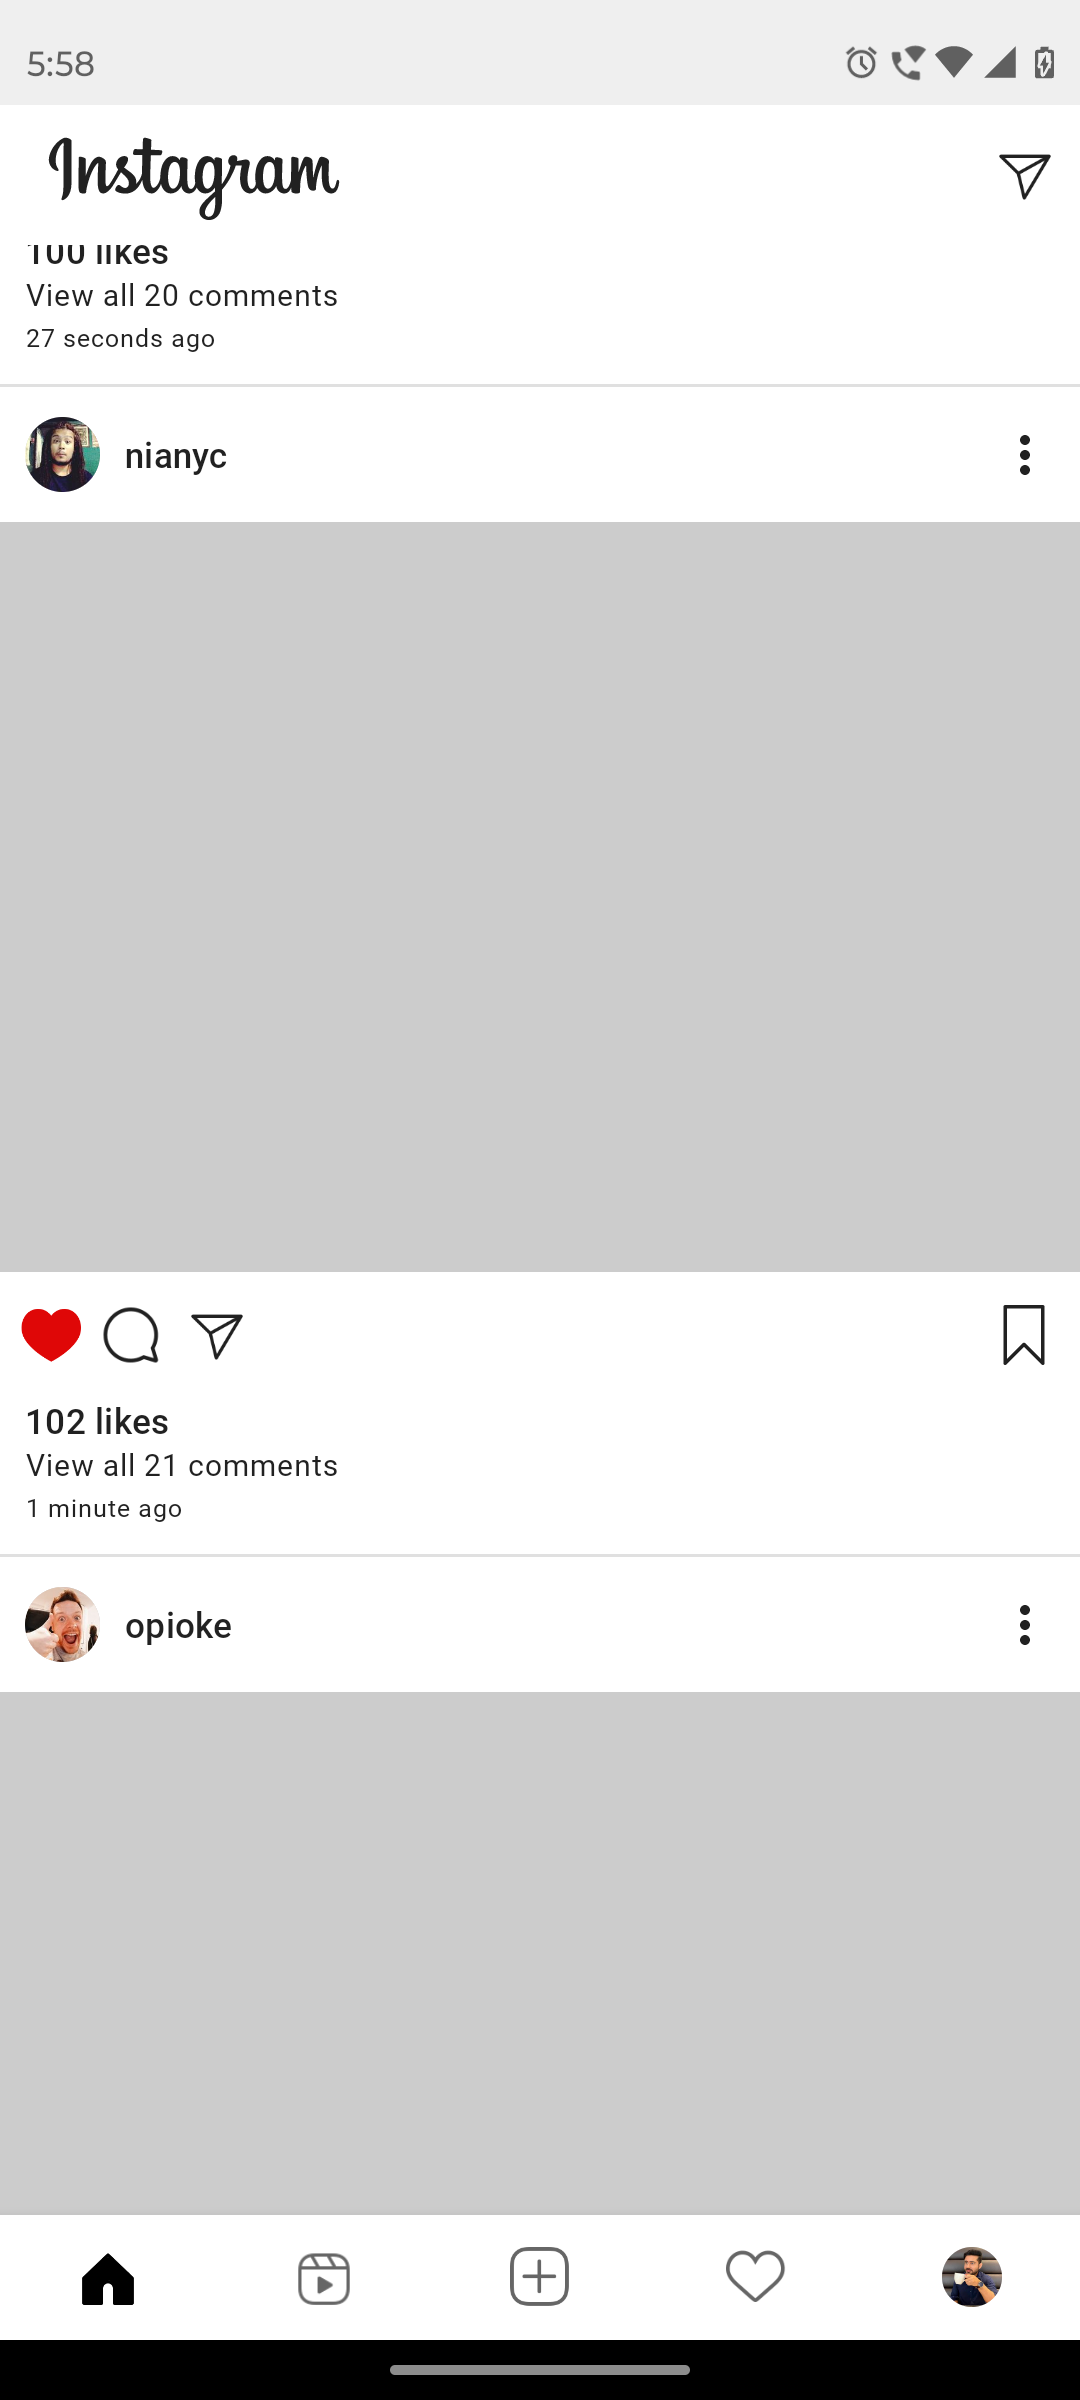 5:58
Instagram
100 likes
View all 20 comments
27 seconds ago
nianyc
102 likes
View all 21 comments
1 minute ago
opioke